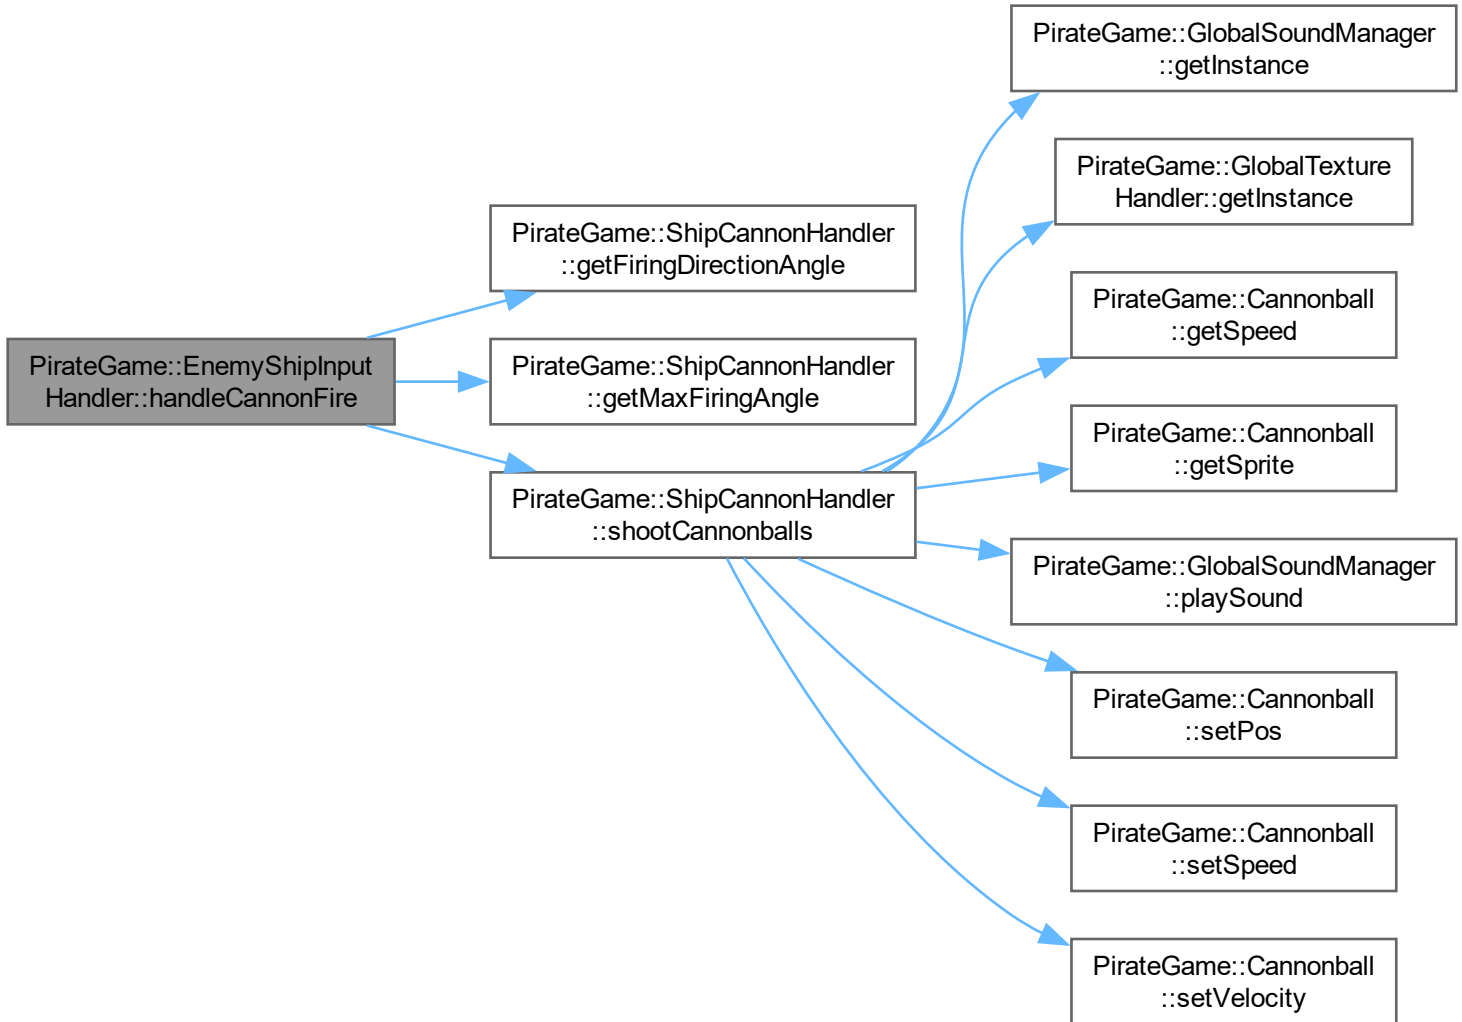 PirateGame::EnemyShipInput
Handler::handleCannonFire
PirateGame::ShipCannonHandler
::getFiringDirectionAngle
PirateGame::ShipCannonHandler
::getMaxFiringAngle
PirateGame::ShipCannonHandler
::shootCannonballs
PirateGame::GlobalSoundManager
::getInstance
PirateGame::GlobalTexture
Handler::getInstance
PirateGame::Cannonball
::getSpeed
PirateGame::Cannonball
::getSprite
PirateGame::GlobalSoundManager
::playSound
PirateGame::Cannonball
::setPos
PirateGame::Cannonball
::setSpeed
PirateGame::Cannonball
::setVelocity